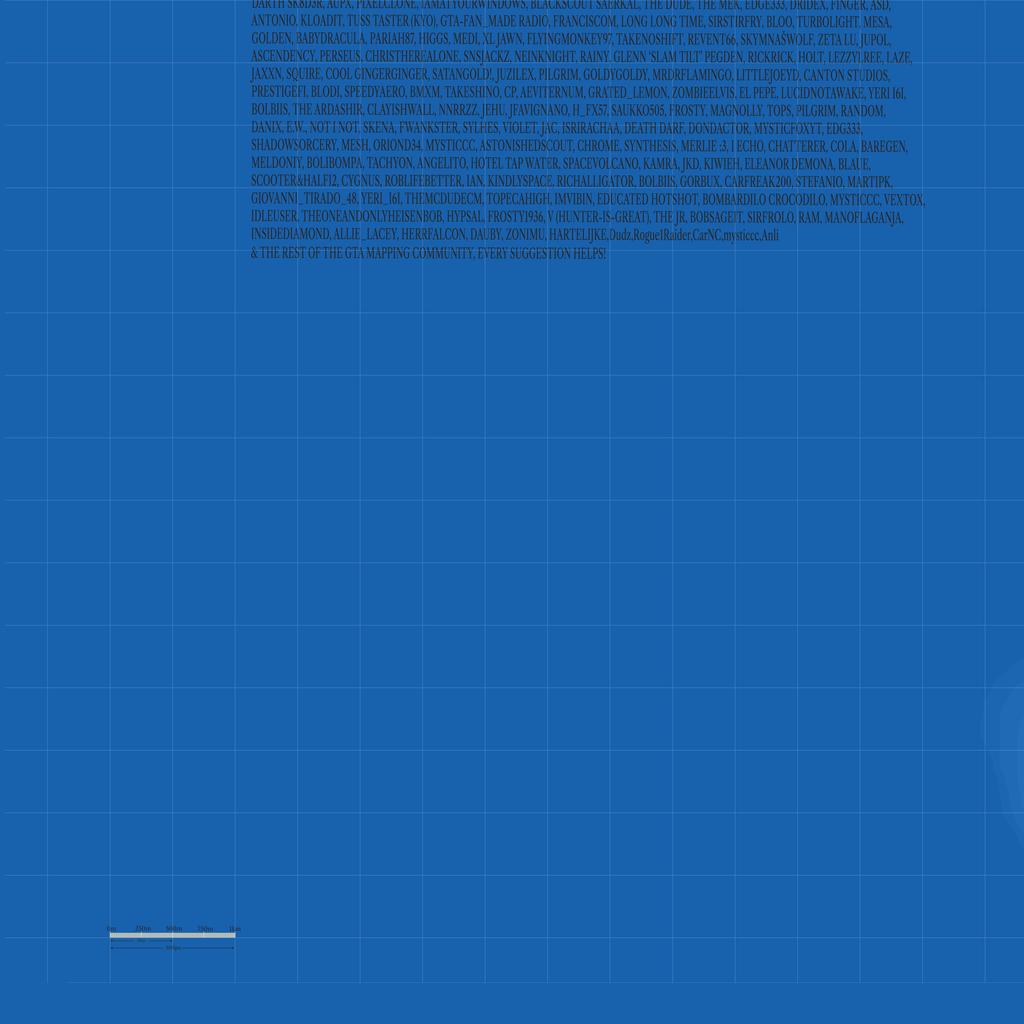 DARTH SK8D3R, AUPX, PIXELCLONE, IAMATYOURWINDOWS, BLACKSCOUT SAERKAL, THE DUDE, THE MEK, EDGE333, DRIDEX, FINGER, ASD,
ANTONIO, KLOADIT, TUSS TASTER (KYO), GTA-FAN_MADE RADIO, FRANCISCOM, LONG LONG TIME, SIRSTIRFRY, BLOO, TURBOLIGHT, MESA,
GOLDEN, BABYDRACULA, PARIAH87, HIGGS, MEDI, XL JAWN, FLYINGMONKEY97, TAKENOSHIFT, REVENT66, SKYMNAŚWOLF, ZETA LU, JUPOL,
ASCENDENCY, PERSEUS, CHRISTHEREALONE, SNSJACKZ, NEINKNIGHT, RAINY. GLENN 'SLAM TILT' PEGDEN, RICKRICK, HOLT, LEZZYLREE, LAZE,
JAXXN, SQUIRE, COOL GINGERGINGER, SATANGOLD!, JUZILEX, PILGRIM, GOLDYGOLDY, MRDRFLAMINGO, LITTLEJOEYD, CANTON STUDIOS,
PRESTIGEFI, BLODI, SPEEDYAERO, BMXM, TAKESHINO, CP, AEVITERNUM, GRATED_LEMON, ZOMBIEELVIS, EL PEPE, LUCIDNOTAWAKE, YERI 161,
BOLBIIS, THE ARDASHIR, CLAYISHWALL, NNRRZZ, JEHU, JFAVIGNANO, H_FX57, SAUKKO505, FROSTY, MAGNOLLY, TOPS, PILGRIM, RANDOM,
DANIX, E.W., NOT I NOT, SKENA, FWANKSTER, SYLHES, VIOLET, JAC, ISRIRACHAA, DEATH DARF, DONDACTOR, MYSTICFOXYT, EDG333,
SHADOWSORCERY, MESH, ORION34, MYSTICCC, ASTONISHEDSCOUT, CHROME, SYNTHESIS, MERLIE :3, I ECHO, CHATTERER, COLA, BAREGEN,
MELDONIY, BOLIBOMPA, TACHYON, ANGELITO, HOTEL TAP WATER, SPACEVOLCANO, KAMRA, JKD, KIWIEH, ELEANOR DEMONA, BLAUE,
SCOOTER&HALF12, CYGNUS, ROBLIFEBETTER, IAN, KINDLYSPACE, RICHALLIGATOR, BOLBIIS, GORBUX, CARFREAK200, STEFANIO, MARTIPK,
GIOVANNI_TIRADO_48, YERI_161, THEMCDUDECM, TOPECAHIGH, IMVIBIN, EDUCATED HOTSHOT, BOMBARDILO CROCODILO, MYSTICCC, VEXTOX,
IDLEUSER, THEONEANDONLYHEISENBOB, HYPSAL, FROSTY1936, V (HUNTER-IS-GREAT), THE JR, BOBSAGEIT, SIRFROLO, RAM, MANOFLAGANJA,
INSIDEDIAMOND, ALLIE_LACEY, HERRFALCON, DAUBY, ZONIMU, HARTELIJKE,Dudz,Rogue1Raider,CarNC,mysticcc,Anli
& THE REST OF THE GTA MAPPING COMMUNITY, EVERY SUGGESTION HELPS!
0m 250m 500m 750m 1km